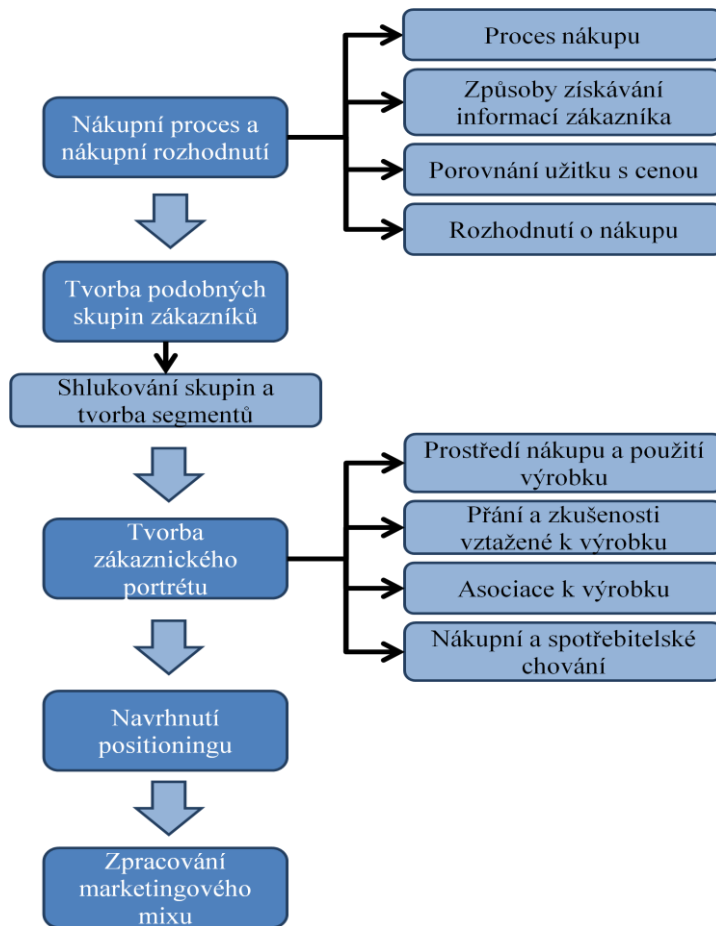 Nákupní proces a
nákupní rozhodnutí
Proces nákupu
Způsoby získávání
informací zákazníka
Porovnání užitku s cenou
Rozhodnutí o nákupu
Tvorba podobných
skupin zákazníků
Shlukování skupin a
tvorba segmentů
Tvorba
zákaznického
portrétu
Prostředí nákupu a použití
výrobku
Přání a zkušenosti
vztažené k výrobku
Asociace k výrobku
Nákupní a spotřebitelské
chování
Navrhnutí
positioningu
Zpracování
marketingového
mixu